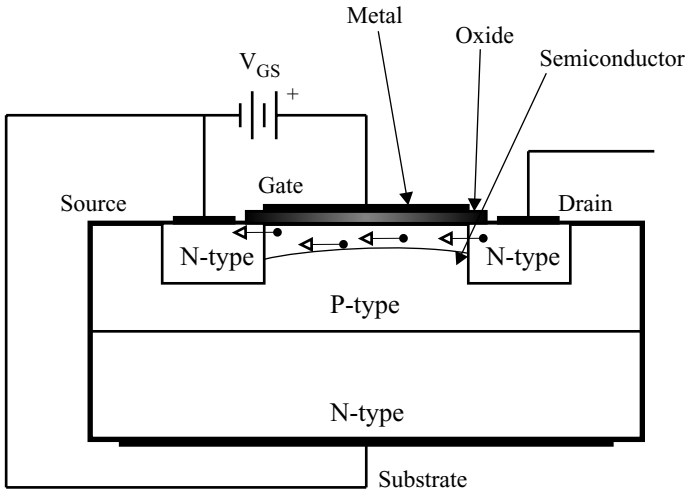 Metal
Oxide
Semiconductor
V_GS
+
Gate
Source
Drain
N-type
N-type
P-type
N-type
Substrate